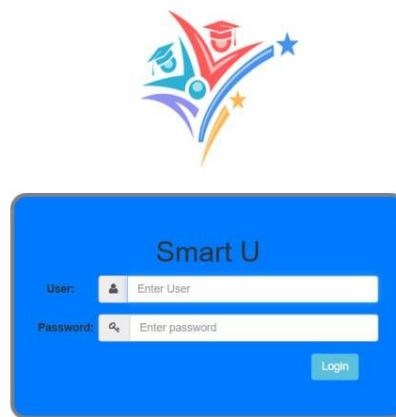 Smart U
User: Enter User
Password: Enter password
Login